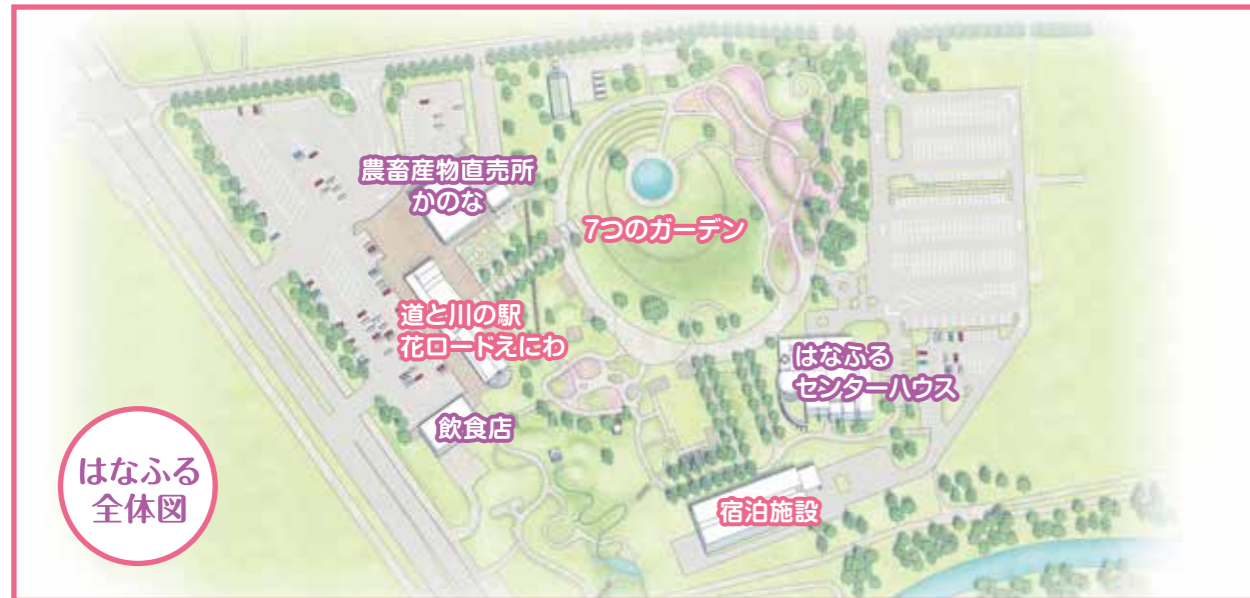 農畜産物直売所
かのな
7つのガーデン
道と川の駅
花ロードえにわ
はなふる
センターハウス
飲食店
はなふる
全体図
宿泊施設